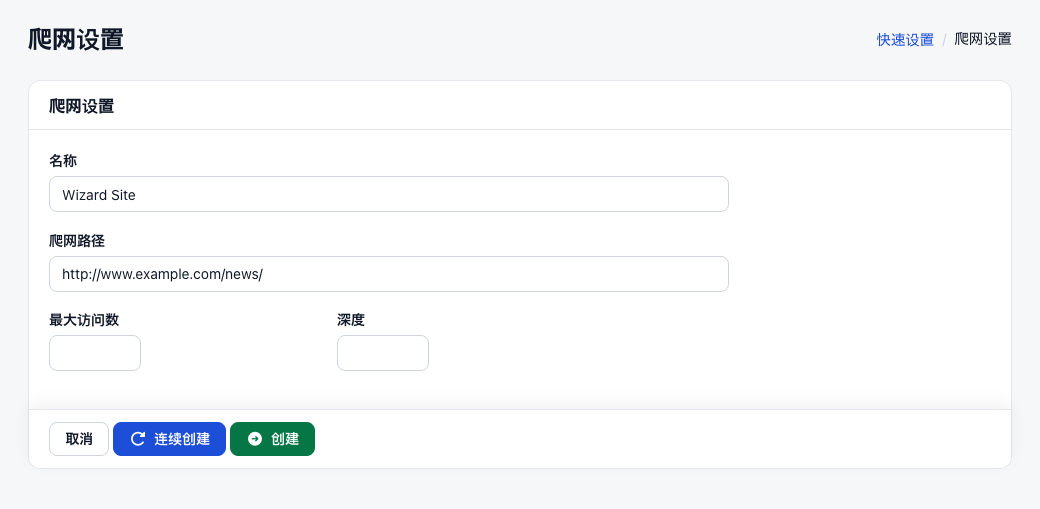 爬网设置
快速设置 / 爬网设置
爬网设置
名称
Wizard Site
爬网路径
http://www.example.com/news/
最大访问数 深度
取消 连续创建 创建